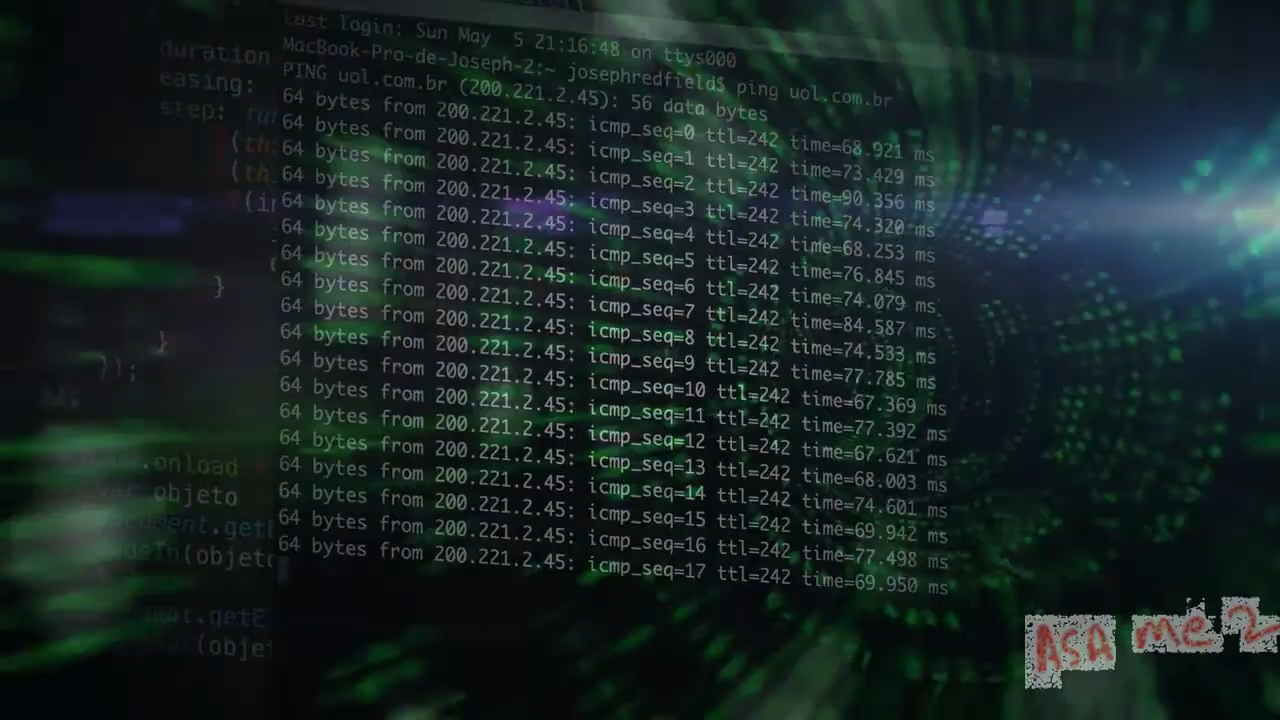 Last login: Sun May  5 21:16:48 on ttys000
MacBook-Pro-de-Joseph-2:~ josephredfield$ ping uol.com.br
PING uol.com.br (200.221.2.45): 56 data bytes
64 bytes from 200.221.2.45: icmp_seq=0 ttl=242 time=68.921 ms
64 bytes from 200.221.2.45: icmp_seq=1 ttl=242 time=73.429 ms
64 bytes from 200.221.2.45: icmp_seq=2 ttl=242 time=90.356 ms
64 bytes from 200.221.2.45: icmp_seq=3 ttl=242 time=74.320 ms
64 bytes from 200.221.2.45: icmp_seq=4 ttl=242 time=68.253 ms
64 bytes from 200.221.2.45: icmp_seq=5 ttl=242 time=76.845 ms
64 bytes from 200.221.2.45: icmp_seq=6 ttl=242 time=74.079 ms
64 bytes from 200.221.2.45: icmp_seq=7 ttl=242 time=84.587 ms
64 bytes from 200.221.2.45: icmp_seq=8 ttl=242 time=74.533 ms
64 bytes from 200.221.2.45: icmp_seq=9 ttl=242 time=77.785 ms
64 bytes from 200.221.2.45: icmp_seq=10 ttl=242 time=67.369 ms
64 bytes from 200.221.2.45: icmp_seq=11 ttl=242 time=77.392 ms
64 bytes from 200.221.2.45: icmp_seq=12 ttl=242 time=67.621 ms
64 bytes from 200.221.2.45: icmp_seq=13 ttl=242 time=68.003 ms
64 bytes from 200.221.2.45: icmp_seq=14 ttl=242 time=74.601 ms
64 bytes from 200.221.2.45: icmp_seq=15 ttl=242 time=69.942 ms
64 bytes from 200.221.2.45: icmp_seq=16 ttl=242 time=77.498 ms
64 bytes from 200.221.2.45: icmp_seq=17 ttl=242 time=69.950 ms
duration
easing:
step: fu
(th
(th
(i
}
}
});
.onload
objeto
.get
(objeto
.getE
(obje
ASA me 2